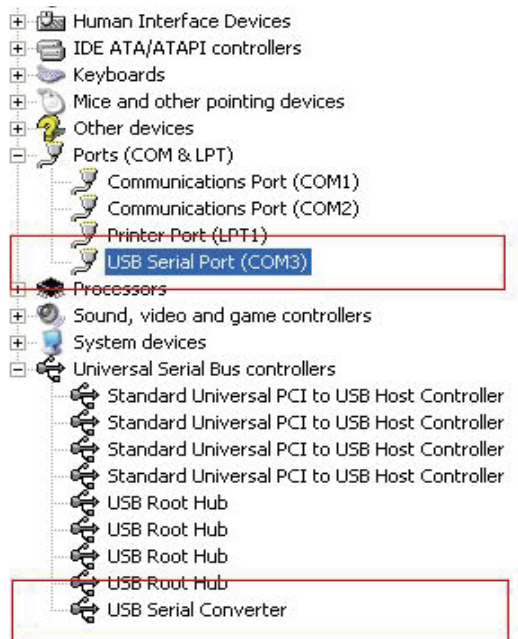 Human Interface Devices
IDE ATA/ATAPI controllers
Keyboards
Mice and other pointing devices
Other devices
Ports (COM & LPT)
Communications Port (COM1)
Communications Port (COM2)
Printer Port (LPT1)
USB Serial Port (COM3)
Processors
Sound, video and game controllers
System devices
Universal Serial Bus controllers
Standard Universal PCI to USB Host Controller
Standard Universal PCI to USB Host Controller
Standard Universal PCI to USB Host Controller
Standard Universal PCI to USB Host Controller
USB Root Hub
USB Root Hub
USB Root Hub
USB Root Hub
USB Serial Converter